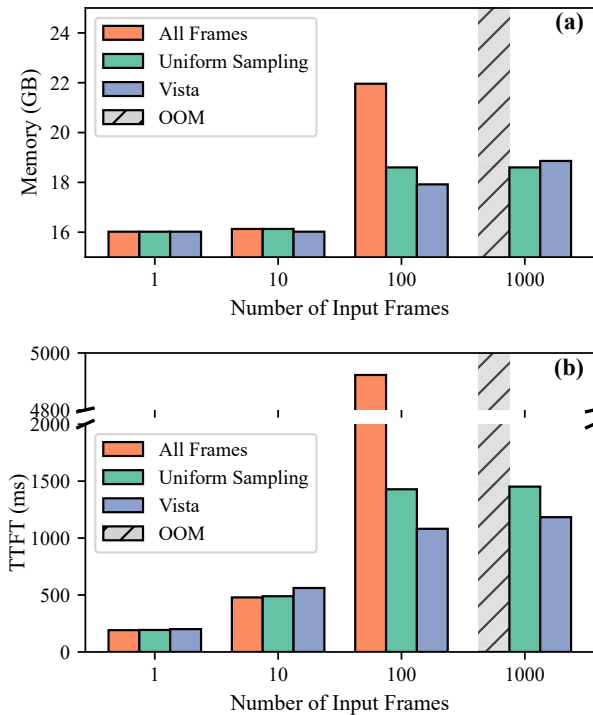 (a)
24
22
20
18
16
Memory (GB)
All Frames
Uniform Sampling
Vista
OOM
1 10 100 1000
Number of Input Frames
(b)
5000
4800
2000
1500
1000
500
0
TTFT (ms)
All Frames
Uniform Sampling
Vista
OOM
1 10 100 1000
Number of Input Frames